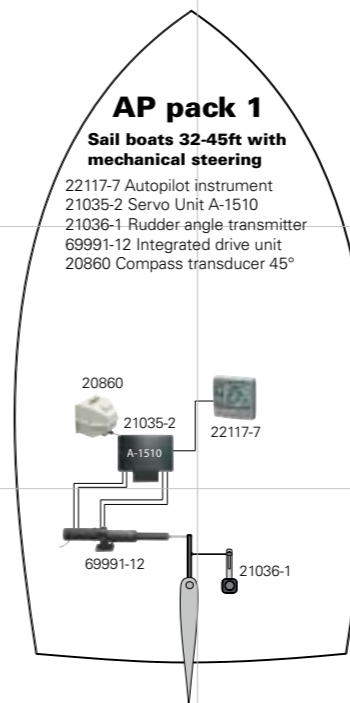 AP pack 1
Sail boats 32-45ft with
mechanical steering
22117-7 Autopilot instrument
21035-2 Servo Unit A-1510
21036-1 Rudder angle transmitter
69991-12 Integrated drive unit
20860 Compass transducer 45°
20860
21035-2
22117-7
A-1510
69991-12
21036-1